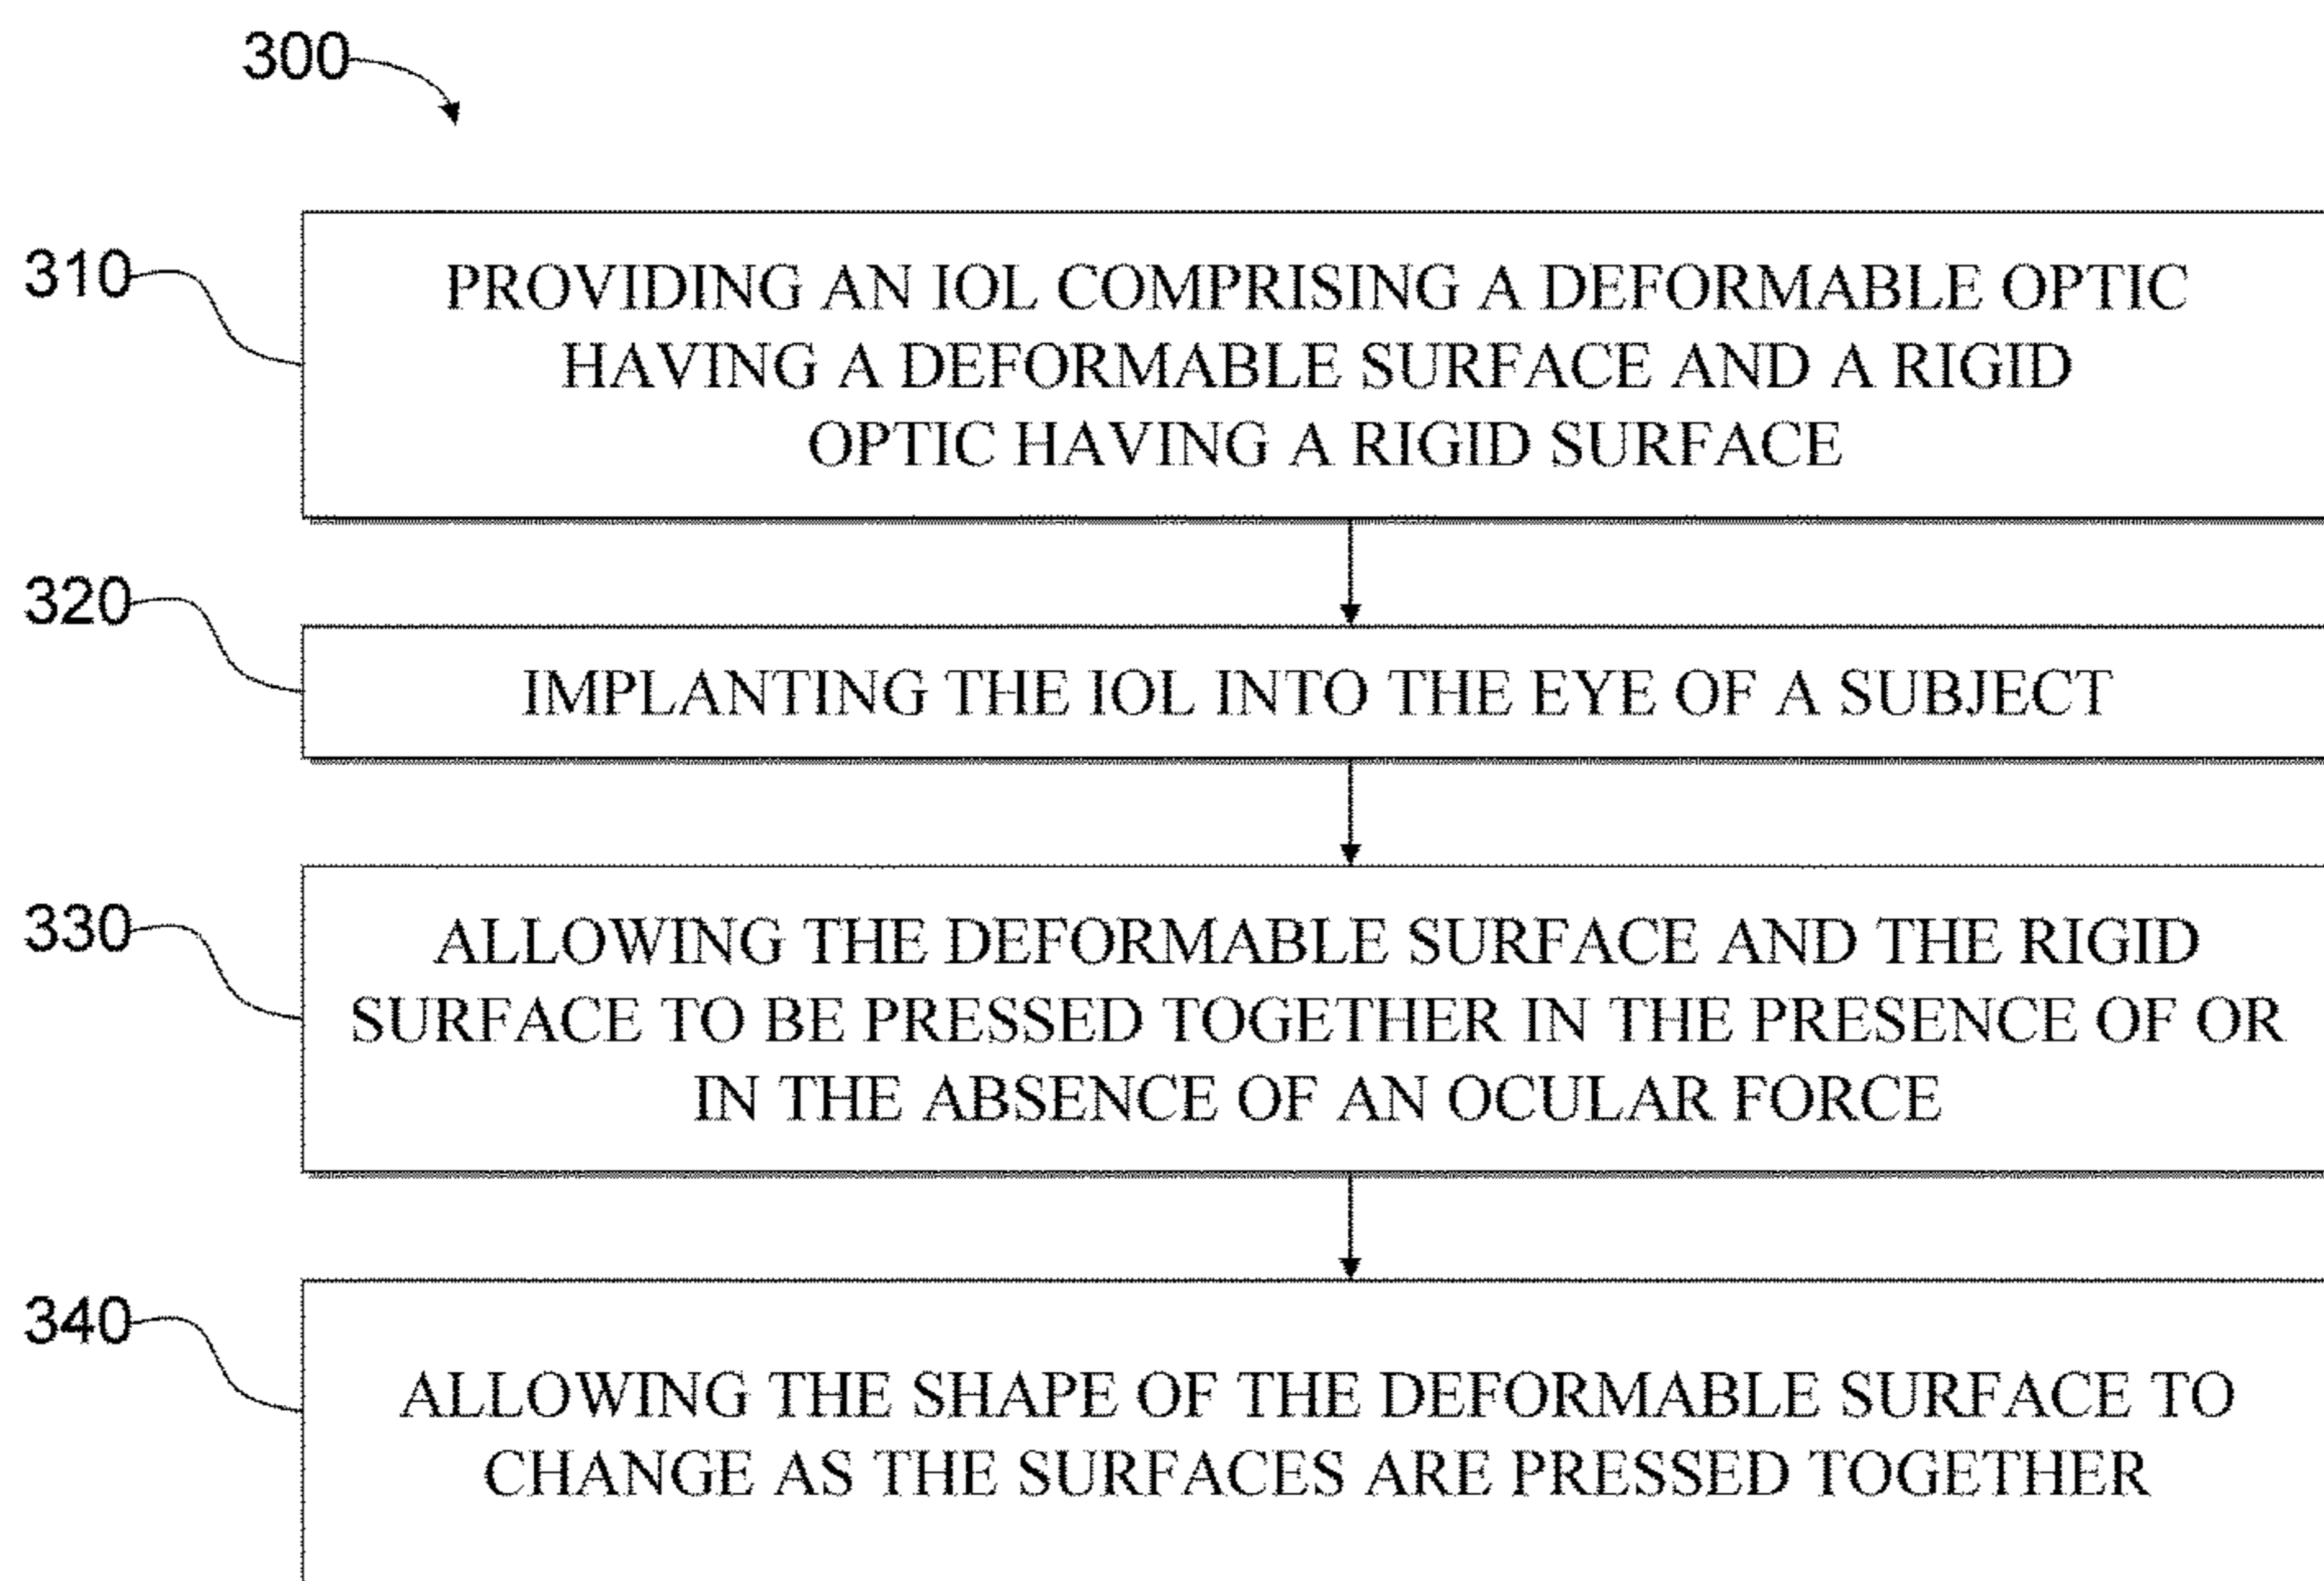 300
310
PROVIDING AN IOL COMPRISING A DEFORMABLE OPTIC
HAVING A DEFORMABLE SURFACE AND A RIGID
OPTIC HAVING A RIGID SURFACE
320
IMPLANTING THE IOL INTO THE EYE OF A SUBJECT
330
ALLOWING THE DEFORMABLE SURFACE AND THE RIGID
SURFACE TO BE PRESSED TOGETHER IN THE PRESENCE OF OR
IN THE ABSENCE OF AN OCULAR FORCE
340
ALLOWING THE SHAPE OF THE DEFORMABLE SURFACE TO
CHANGE AS THE SURFACES ARE PRESSED TOGETHER